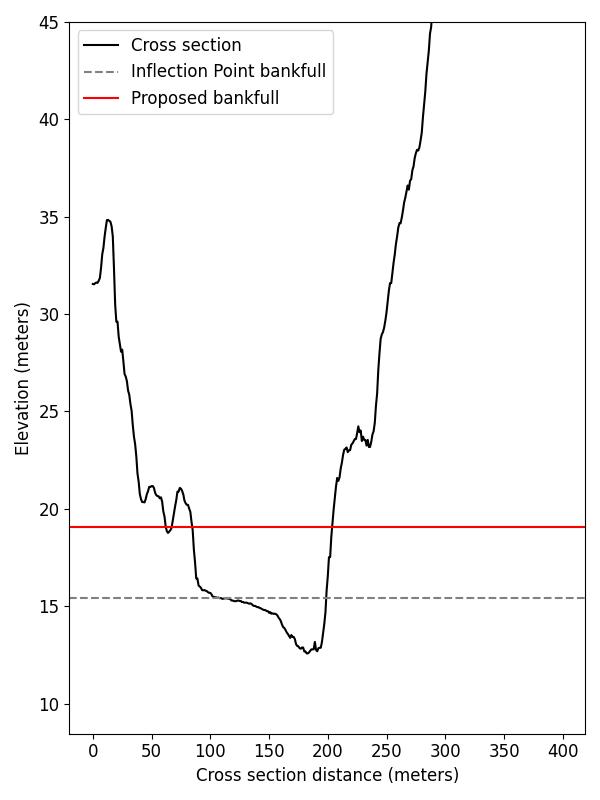 45
40
35
30
25
20
15
10
Elevation (meters)
Cross section
Inflection Point bankfull
Proposed bankfull
0 50 100 150 200 250 300 350 400
Cross section distance (meters)